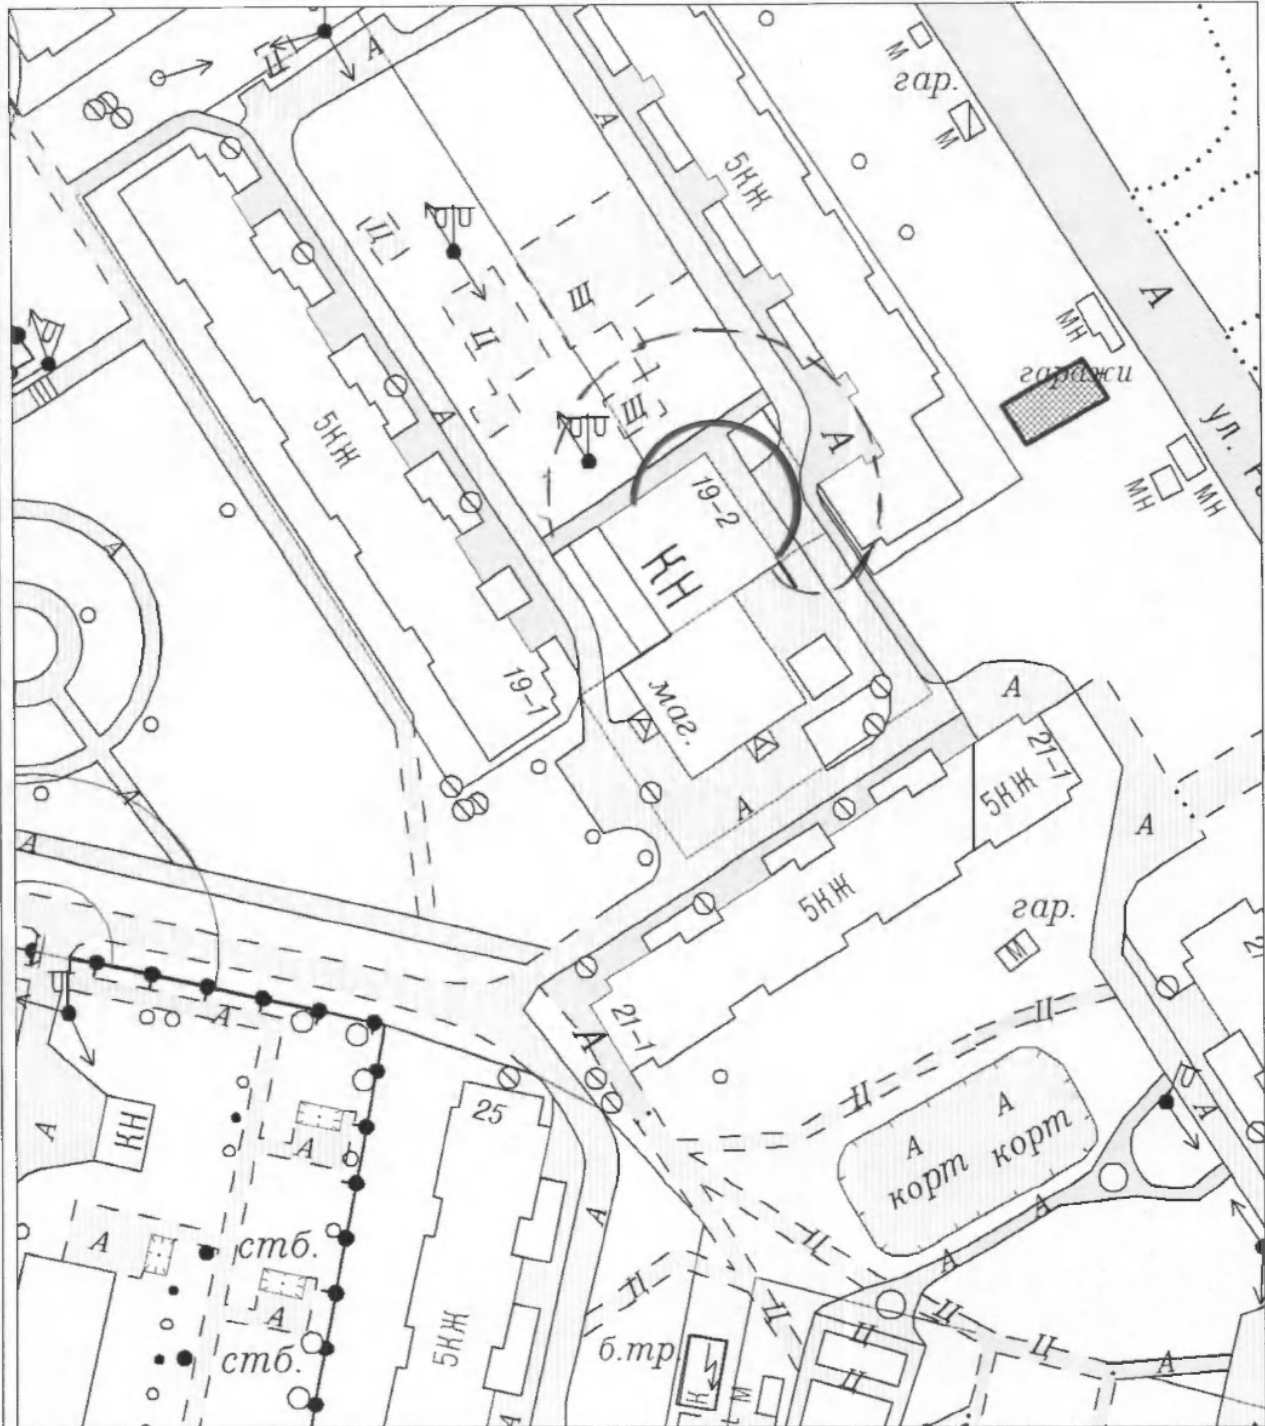 Ц
А
М
гар.
М
А
5КЖ
Ц
Щ
Ц
А
МН
гаражи
Щ
А
ул.
5КЖ
А
А
МН
МН
19-2
КН
А
19-1
маг.
А
21-1
5КЖ
А
А
А
А
5КЖ
гар.
М
21-1
А
А
Ц
Ц
25
А
КН
А
А
А
корт
корт
А
А
А
А
стб.
А
Ц
А
Ц
Ц
Ц
Ц
Ц
А
5КЖ
б.тр.
стб.
К
М
Ц
А